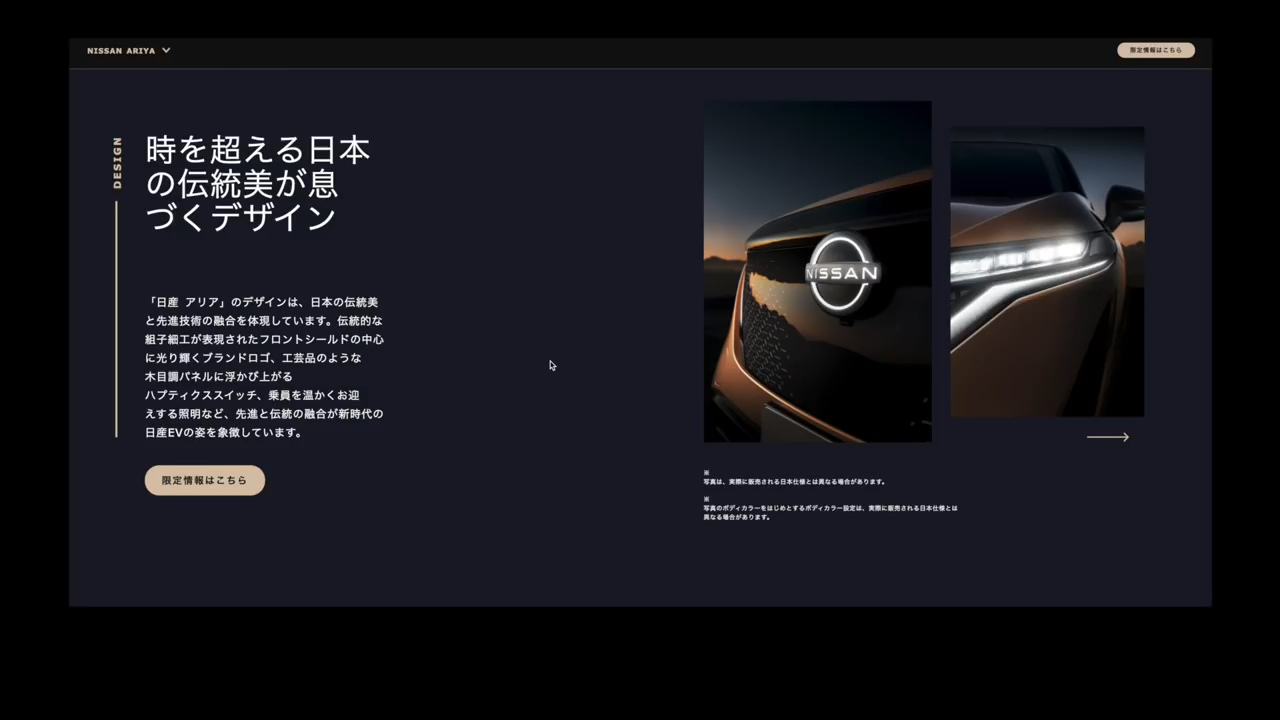 NISSAN ARIYA
限定情報はこちら
DESIGN
時を超える日本
の伝統美が息
づくデザイン
「日産 アリア」のデザインは、日本の伝統美
と先進技術の融合を体現しています。伝統的な
組子細工が表現されたフロントシールドの中心
に光り輝くブランドロゴ、工芸品のような
木目調パネルに浮かび上がる
ハプティクススイッチ、乗員を温かくお迎
えする照明など、先進と伝統の融合が新時代の
日産EVの姿を象徴しています。
限定情報はこちら
NISSAN
※
写真は、実際に販売される日本仕様とは異なる場合があります。
※
写真のボディカラーをはじめとするボディカラー設定は、実際に販売される日本仕様とは
異なる場合があります。